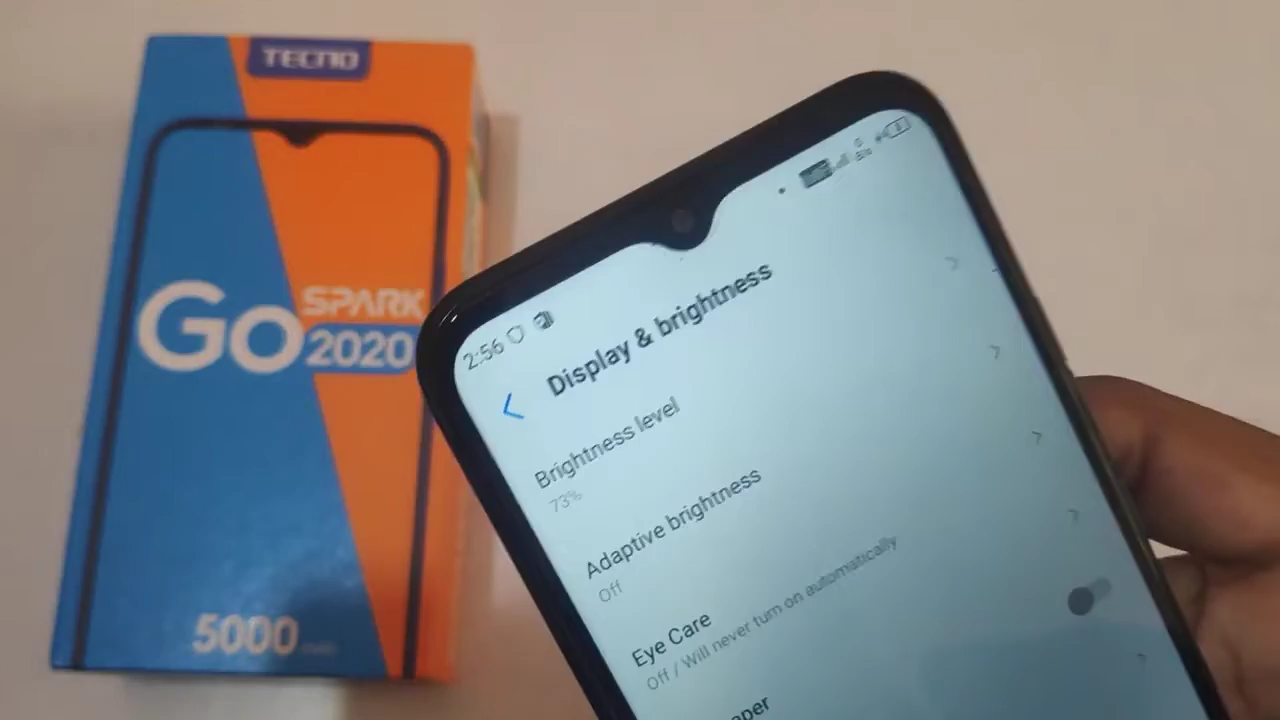 TECNO
GO SPARK
2020
5000
2:56
Display & brightness
Brightness level
73%
Adaptive brightness
Off
Eye Care
Off / Will never turn on automatically